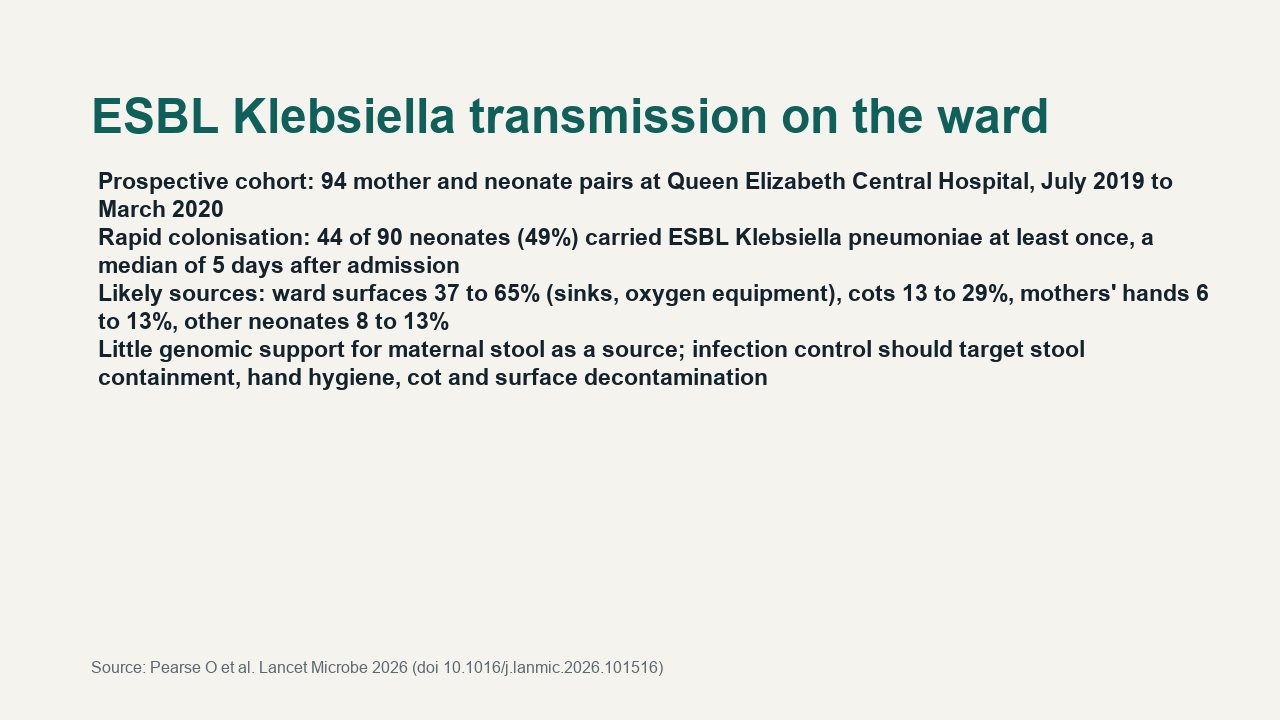 ESBL Klebsiella transmission on the ward
Prospective cohort: 94 mother and neonate pairs at Queen Elizabeth Central Hospital, July 2019 to
March 2020
Rapid colonisation: 44 of 90 neonates (49%) carried ESBL Klebsiella pneumoniae at least once, a
median of 5 days after admission
Likely sources: ward surfaces 37 to 65% (sinks, oxygen equipment), cots 13 to 29%, mothers' hands 6
to 13%, other neonates 8 to 13%
Little genomic support for maternal stool as a source; infection control should target stool
containment, hand hygiene, cot and surface decontamination
Source: Pearse O et al. Lancet Microbe 2026 (doi 10.1016/j.lanmic.2026.101516)